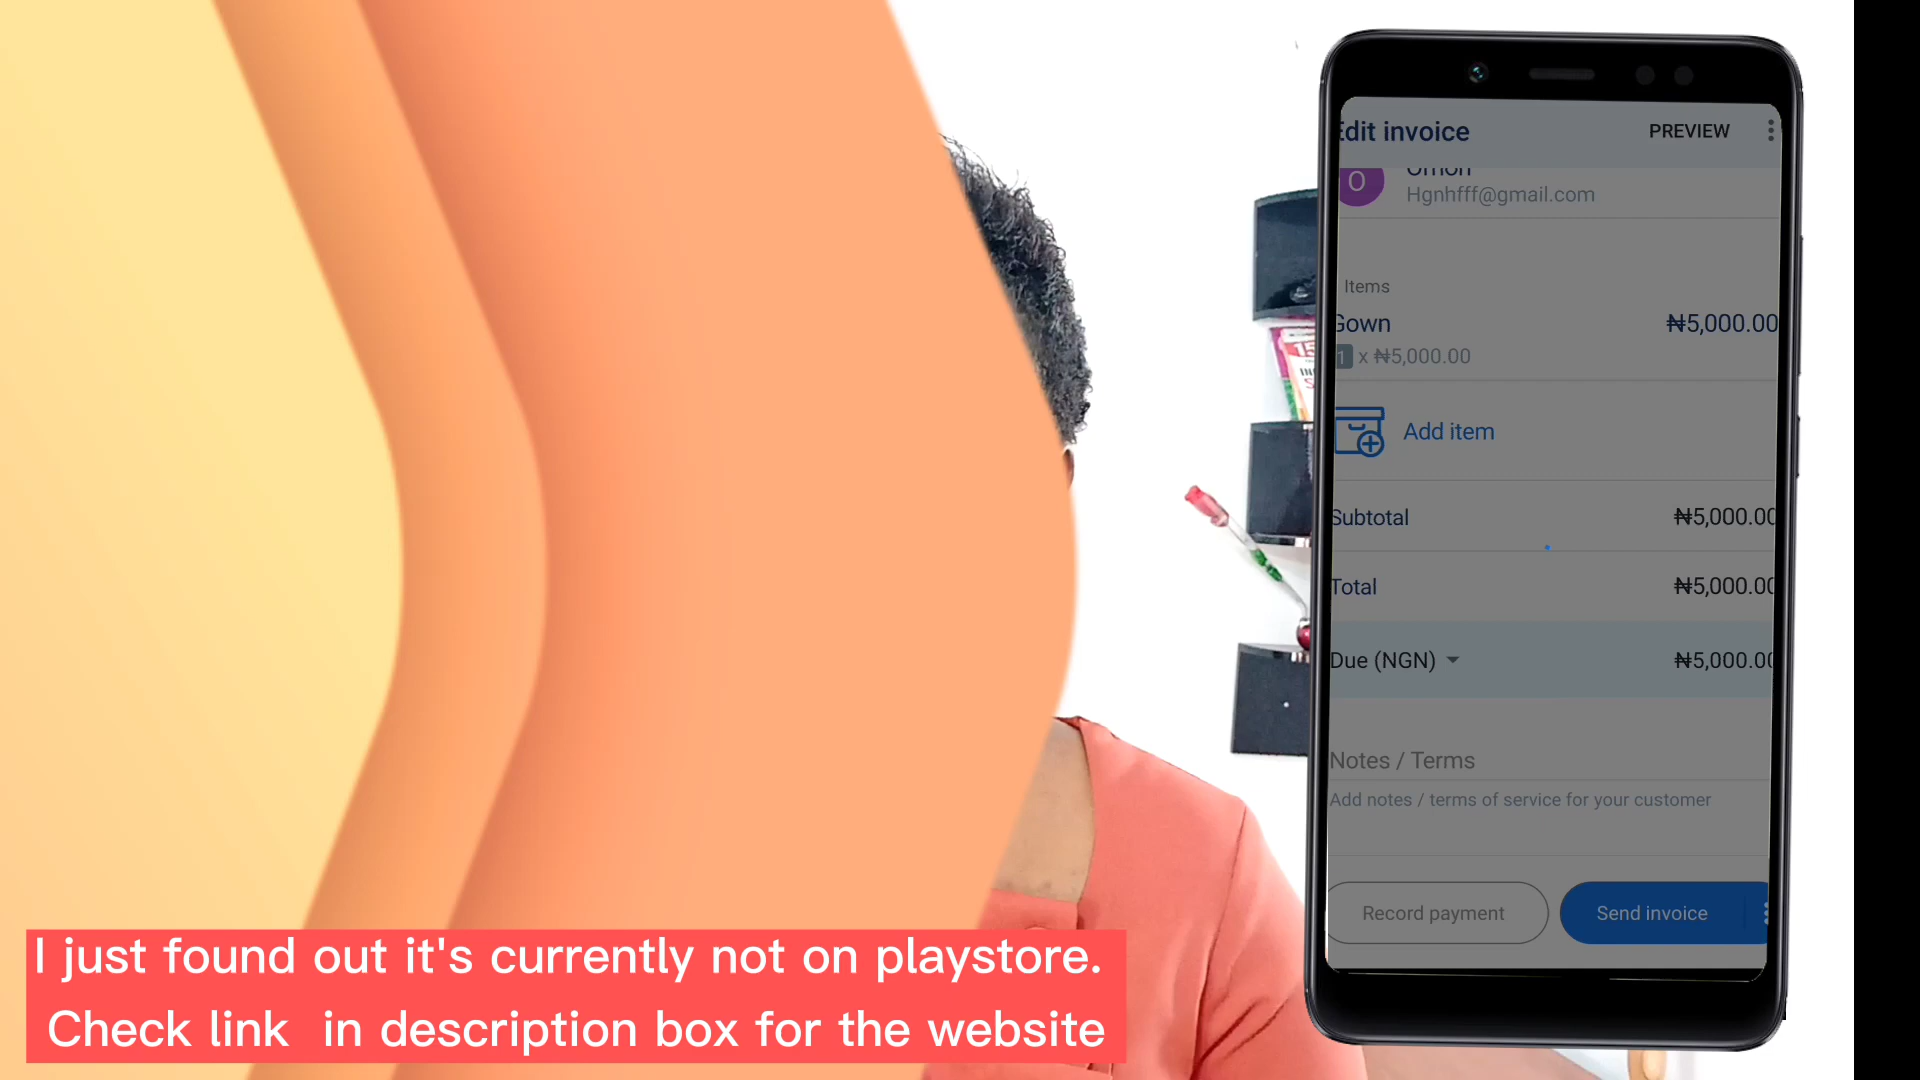 Edit invoice
PREVIEW
O
Omon
Hgnhfff@gmail.com
Items
Gown
₦5,000.00
1 x ₦5,000.00
Add item
Subtotal
₦5,000.00
Total
₦5,000.00
Due (NGN)
₦5,000.00
Notes / Terms
Add notes / terms of service for your customer
Record payment
Send invoice
15
IN
I just found out it's currently not on playstore.
Check link in description box for the website